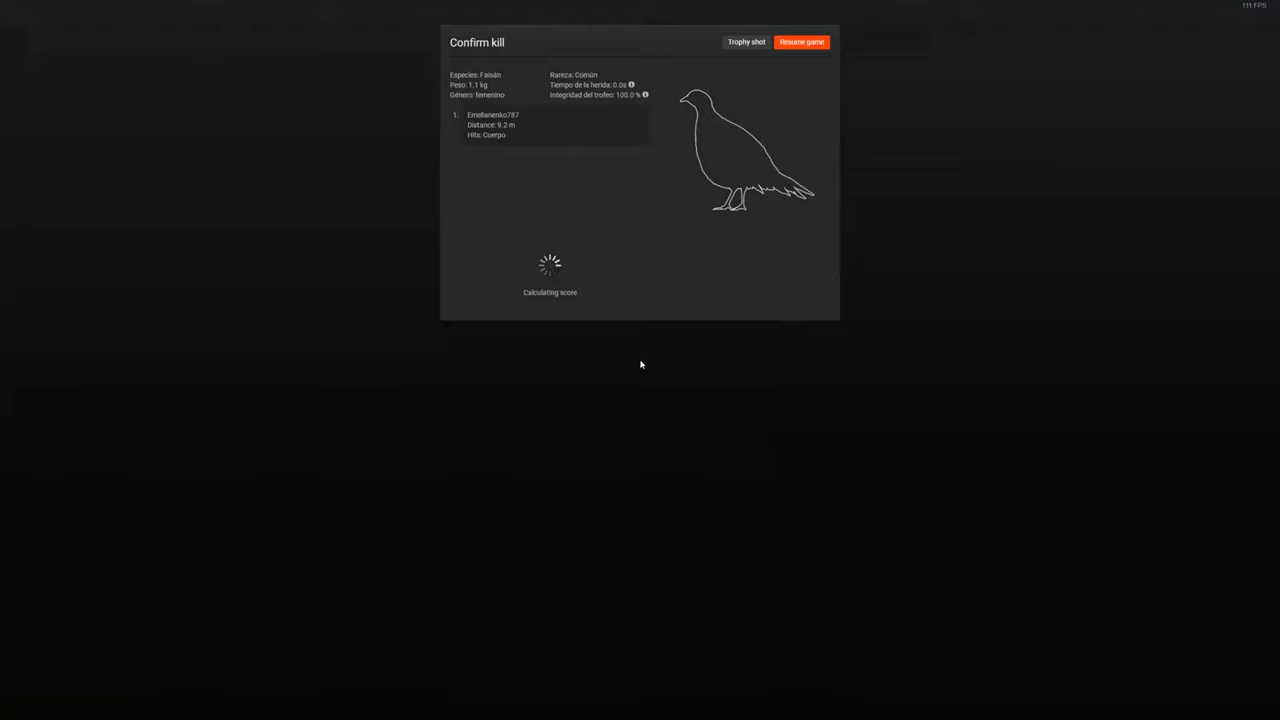 111 FPS
Confirm kill
Trophy shot
Resume game
Especies: Faisán
Rareza: Común
Peso: 1.1 kg
Tiempo de la herida: 0.0s
Género: femenino
Integridad del trofeo: 100.0 %
1. Emelianenko787
Distance: 9.2 m
Hits: Cuerpo
Calculating score